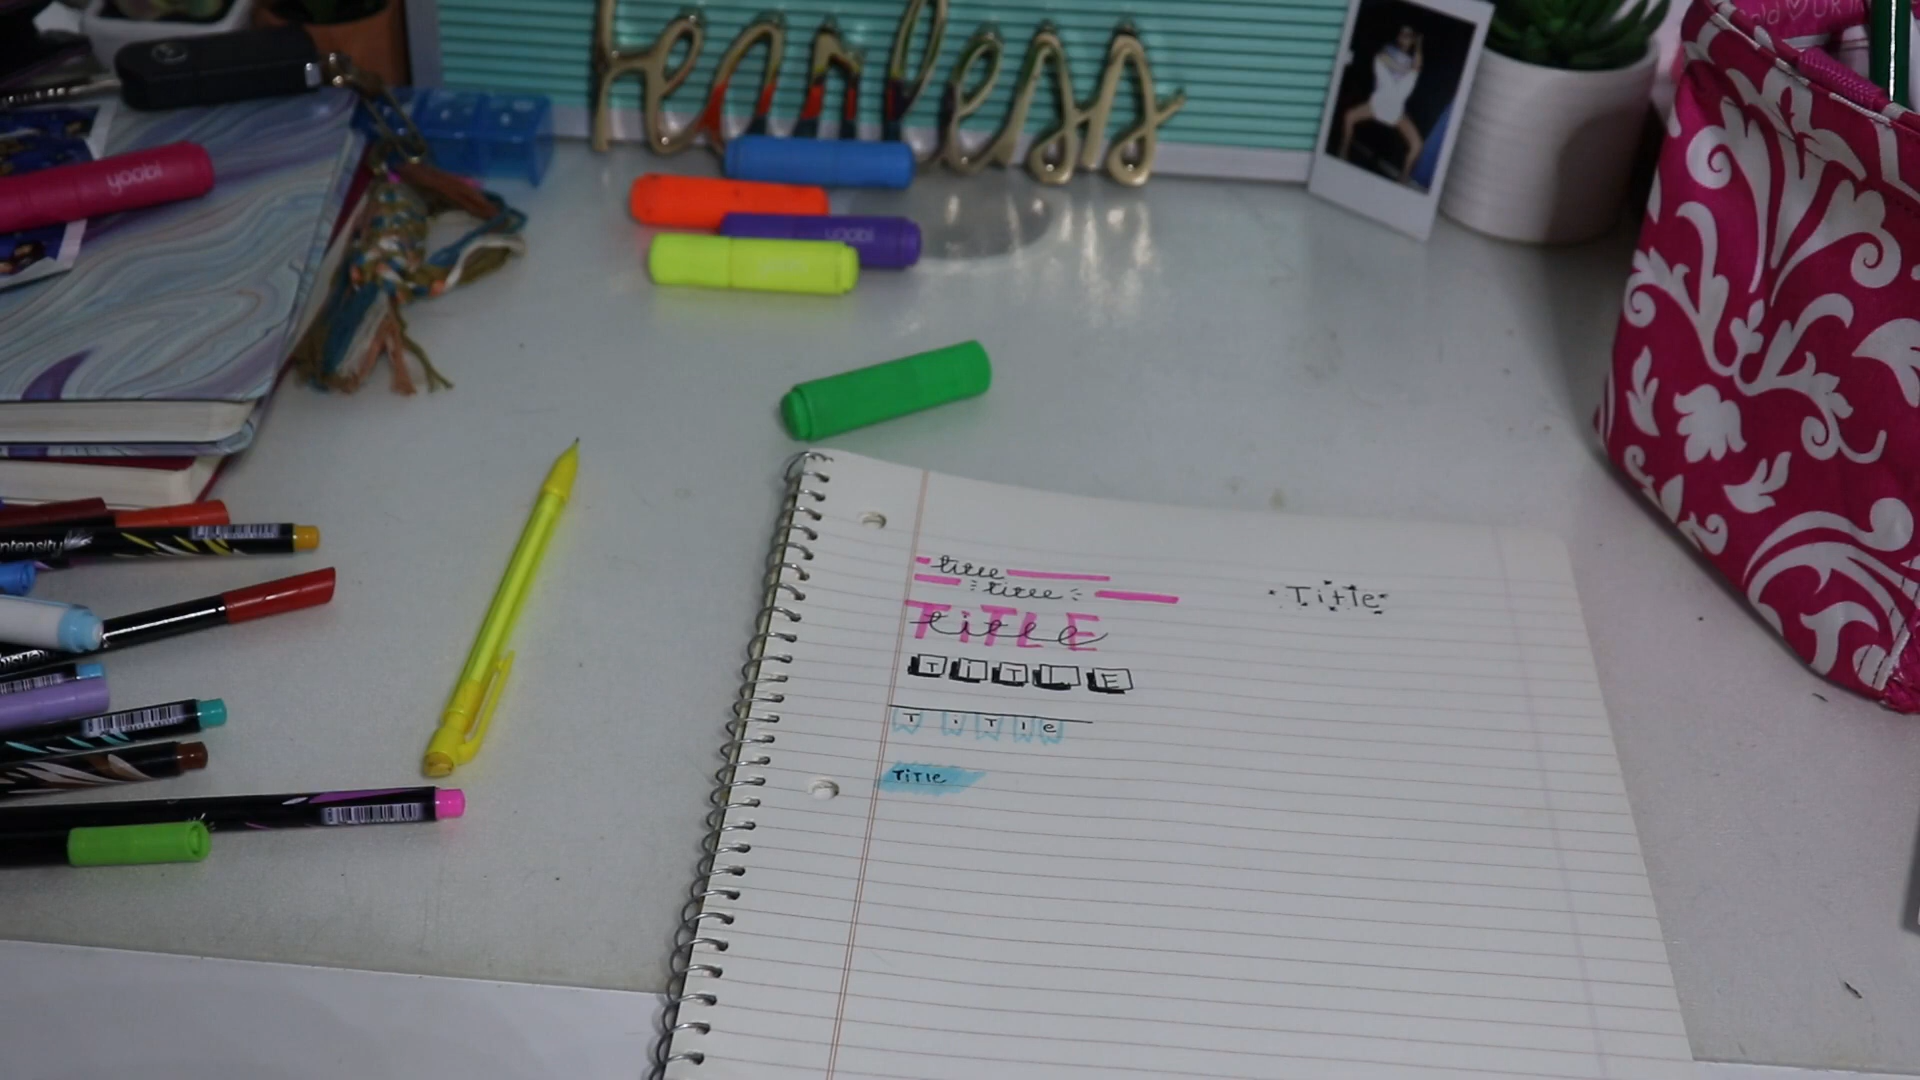 fearless
yoobi
yoobi
intensity
title
title
TiTLE
title
TiTLE
TiTle
TiTle
Title